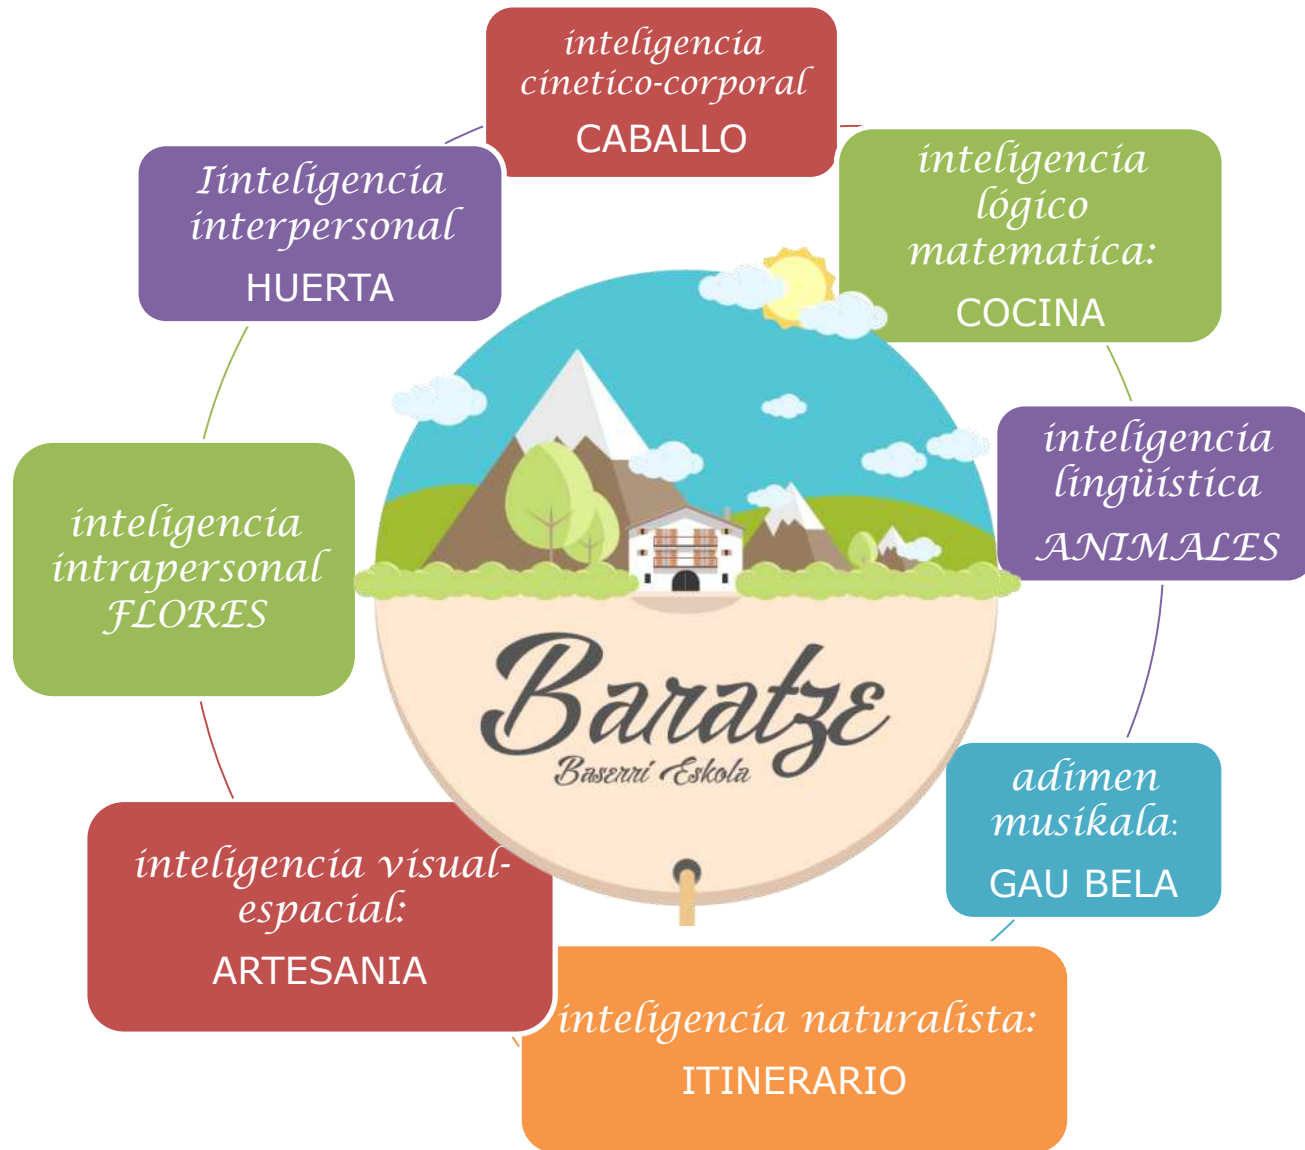 inteligencia
cinetico-corporal
CABALLO
inteligencia
lógico
matematica:
COCINA
inteligencia
lingüística
ANIMALES
adimen
musikala:
GAU BELA
inteligencia naturalista:
ITINERARIO
inteligencia visual-
espacial:
ARTESANIA
inteligencia
intrapersonal
FLORES
Iinteligencia
interpersonal
HUERTA
Baratze
Baserri Eskola